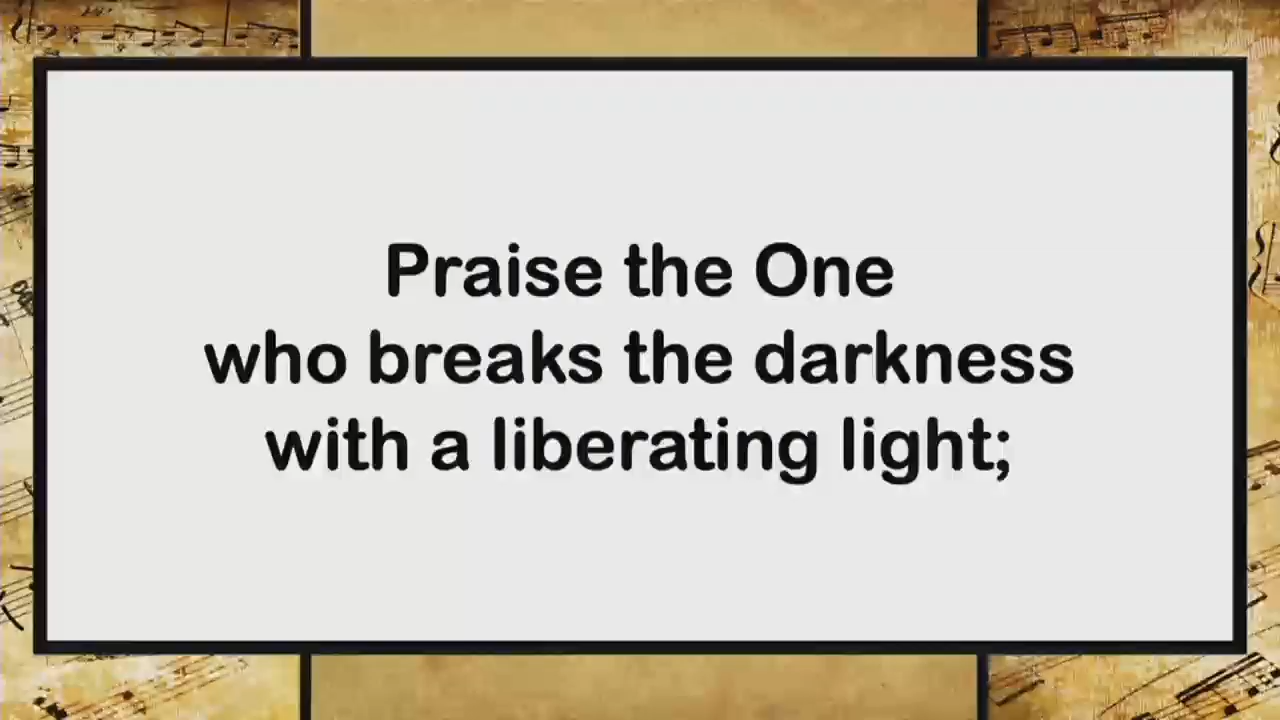 Praise the One
who breaks the darkness
with a liberating light;